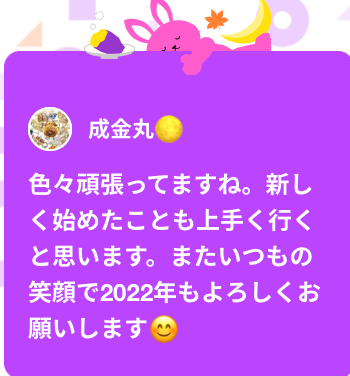 成金丸🌕
色々頑張ってますね。新し
く始めたことも上手く行く
と思います。またいつもの
笑顔で2022年もよろしくお
願いします😊